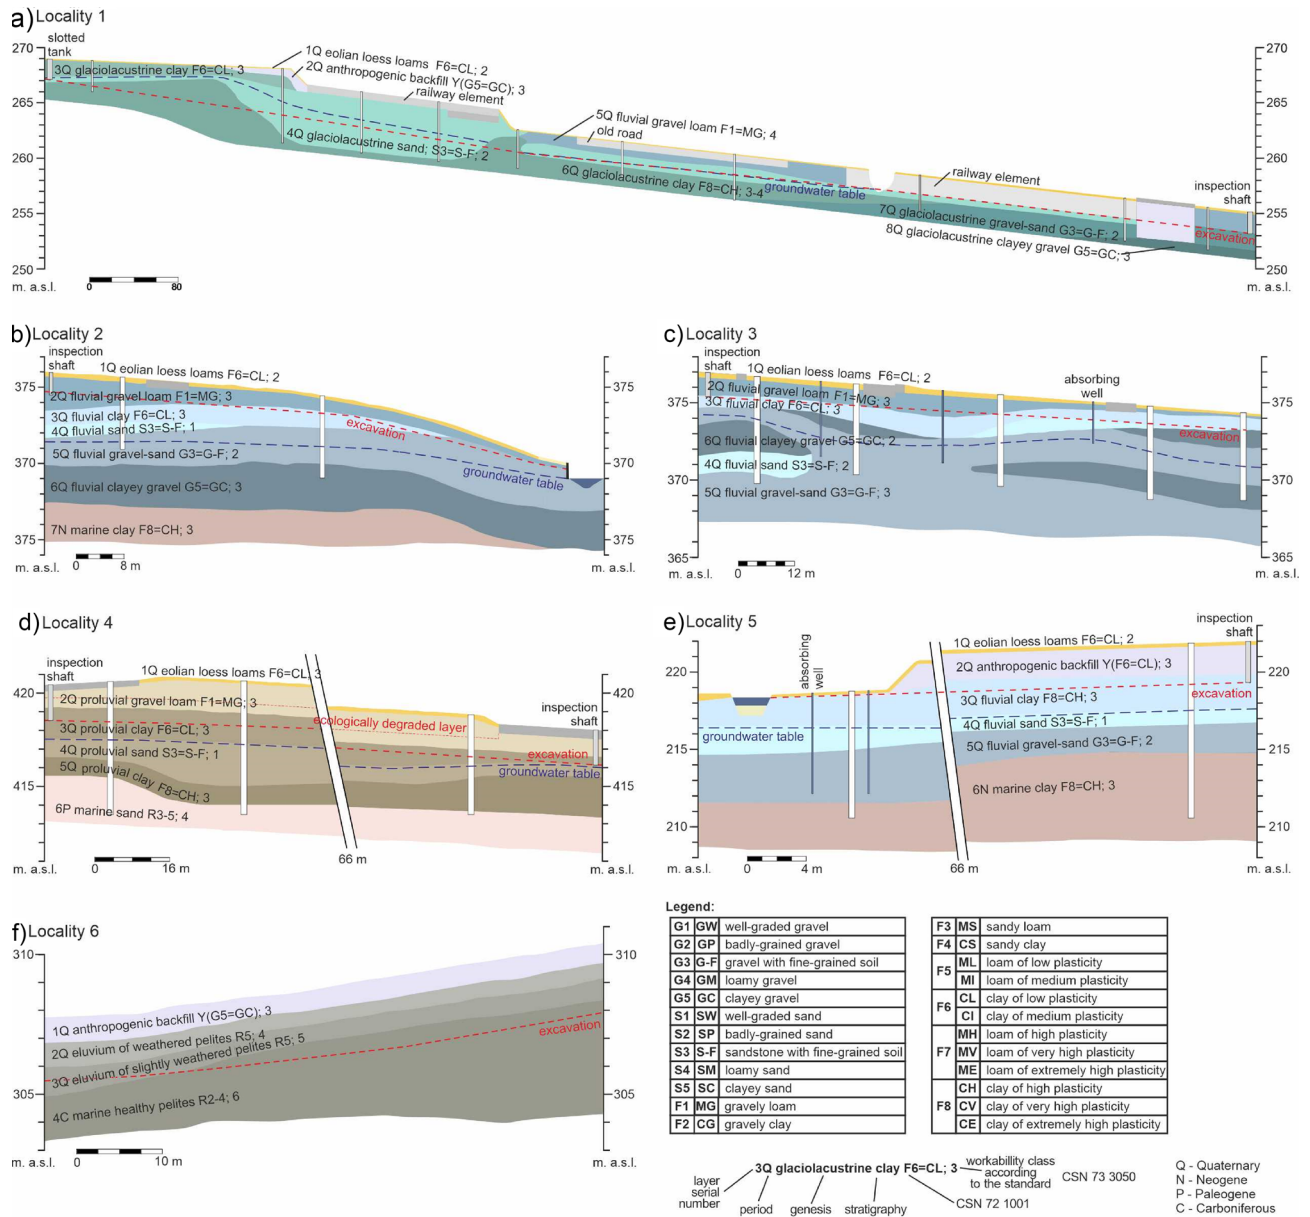 a) Locality 1
slotted
tank
270
265
260
255
250
m. a.s.l.
1Q eolian loess loams F6=CL; 2
2Q anthropogenic backfill Y(G5=GC); 3
railway element
3Q glaciolacustrine clay F6=CL; 3
4Q glaciolacustrine sand; S3=S-F; 2
5Q fluvial gravel loam F1=MG; 4
old road
6Q glaciolacustrine clay F8=CH; 3-4
groundwater table
railway element
7Q glaciolacustrine gravel-sand G3=G-F; 2
8Q glaciolacustrine clayey gravel G5=GC; 3
inspection
shaft
excavation
270
265
260
255
250
m. a.s.l.
0 80
b) Locality 2
inspection
shaft
1Q eolian loess loams F6=CL; 2
375
370
375
m. a.s.l.
2Q fluvial gravel loam F1=MG; 3
3Q fluvial clay F6=CL; 3
4Q fluvial sand S3=S-F; 1
5Q fluvial gravel-sand G3=G-F; 2
6Q fluvial clayey gravel G5=GC; 3
7N marine clay F8=CH; 3
excavation
groundwater table
375
370
375
m. a.s.l.
0 8 m
c) Locality 3
inspection
shaft
1Q eolian loess loams F6=CL; 2
absorbing
well
375
370
365
m. a.s.l.
2Q fluvial gravel loam F1=MG; 3
3Q fluvial clay F6=CL; 3
6Q fluvial clayey gravel G5=GC; 2
4Q fluvial sand S3=S-F; 2
5Q fluvial gravel-sand G3=G-F; 3
excavation
375
370
365
m. a.s.l.
0 12 m
d) Locality 4
inspection
shaft
1Q eolian loess loams F6=CL; 3
420
415
m. a.s.l.
2Q proluvial gravel loam F1=MG; 3
ecologically degraded layer
3Q proluvial clay F6=CL; 3
4Q proluvial sand S3=S-F; 1
5Q proluvial clay F8=CH; 3
6P marine sand R3-5; 4
inspection
shaft
excavation
groundwater table
420
415
m. a.s.l.
0 16 m
66 m
e) Locality 5
absorbing
well
1Q eolian loess loams F6=CL; 2
inspection
shaft
220
215
210
m. a.s.l.
2Q anthropogenic backfill Y(F6=CL); 3
excavation
3Q fluvial clay F8=CH; 3
4Q fluvial sand S3=S-F; 1
groundwater table
5Q fluvial gravel-sand G3=G-F; 2
6N marine clay F8=CH; 3
220
215
210
m. a.s.l.
0 4 m
66 m
f) Locality 6
310
305
m. a.s.l.
1Q anthropogenic backfill Y(G5=GC); 3
2Q eluvium of weathered pelites R5; 4
3Q eluvium of slightly weathered pelites R5; 5
4C marine healthy pelites R2-4; 6
excavation
310
305
m. a.s.l.
0 10 m
Legend:
G1 GW well-graded gravel
G2 GP badly-grained gravel
G3 G-F gravel with fine-grained soil
G4 GM loamy gravel
G5 GC clayey gravel
S1 SW well-graded sand
S2 SP badly-grained sand
S3 S-F sandstone with fine-grained soil
S4 SM loamy sand
S5 SC clayey sand
F1 MG gravely loam
F2 CG gravely clay
F3 MS sandy loam
F4 CS sandy clay
F5 ML loam of low plasticity
MI loam of medium plasticity
F6 CL clay of low plasticity
CI clay of medium plasticity
F7 MH loam of high plasticity
MV loam of very high plasticity
ME loam of extremely high plasticity
F8 CH clay of high plasticity
CV clay of very high plasticity
CE clay of extremely high plasticity
3Q glaciolacustrine clay F6=CL; 3
layer
serial
number
period
genesis
stratigraphy
CSN 72 1001
workabillity class
according
to the standard
CSN 73 3050
Q - Quaternary
N - Neogene
P - Paleogene
C - Carboniferous